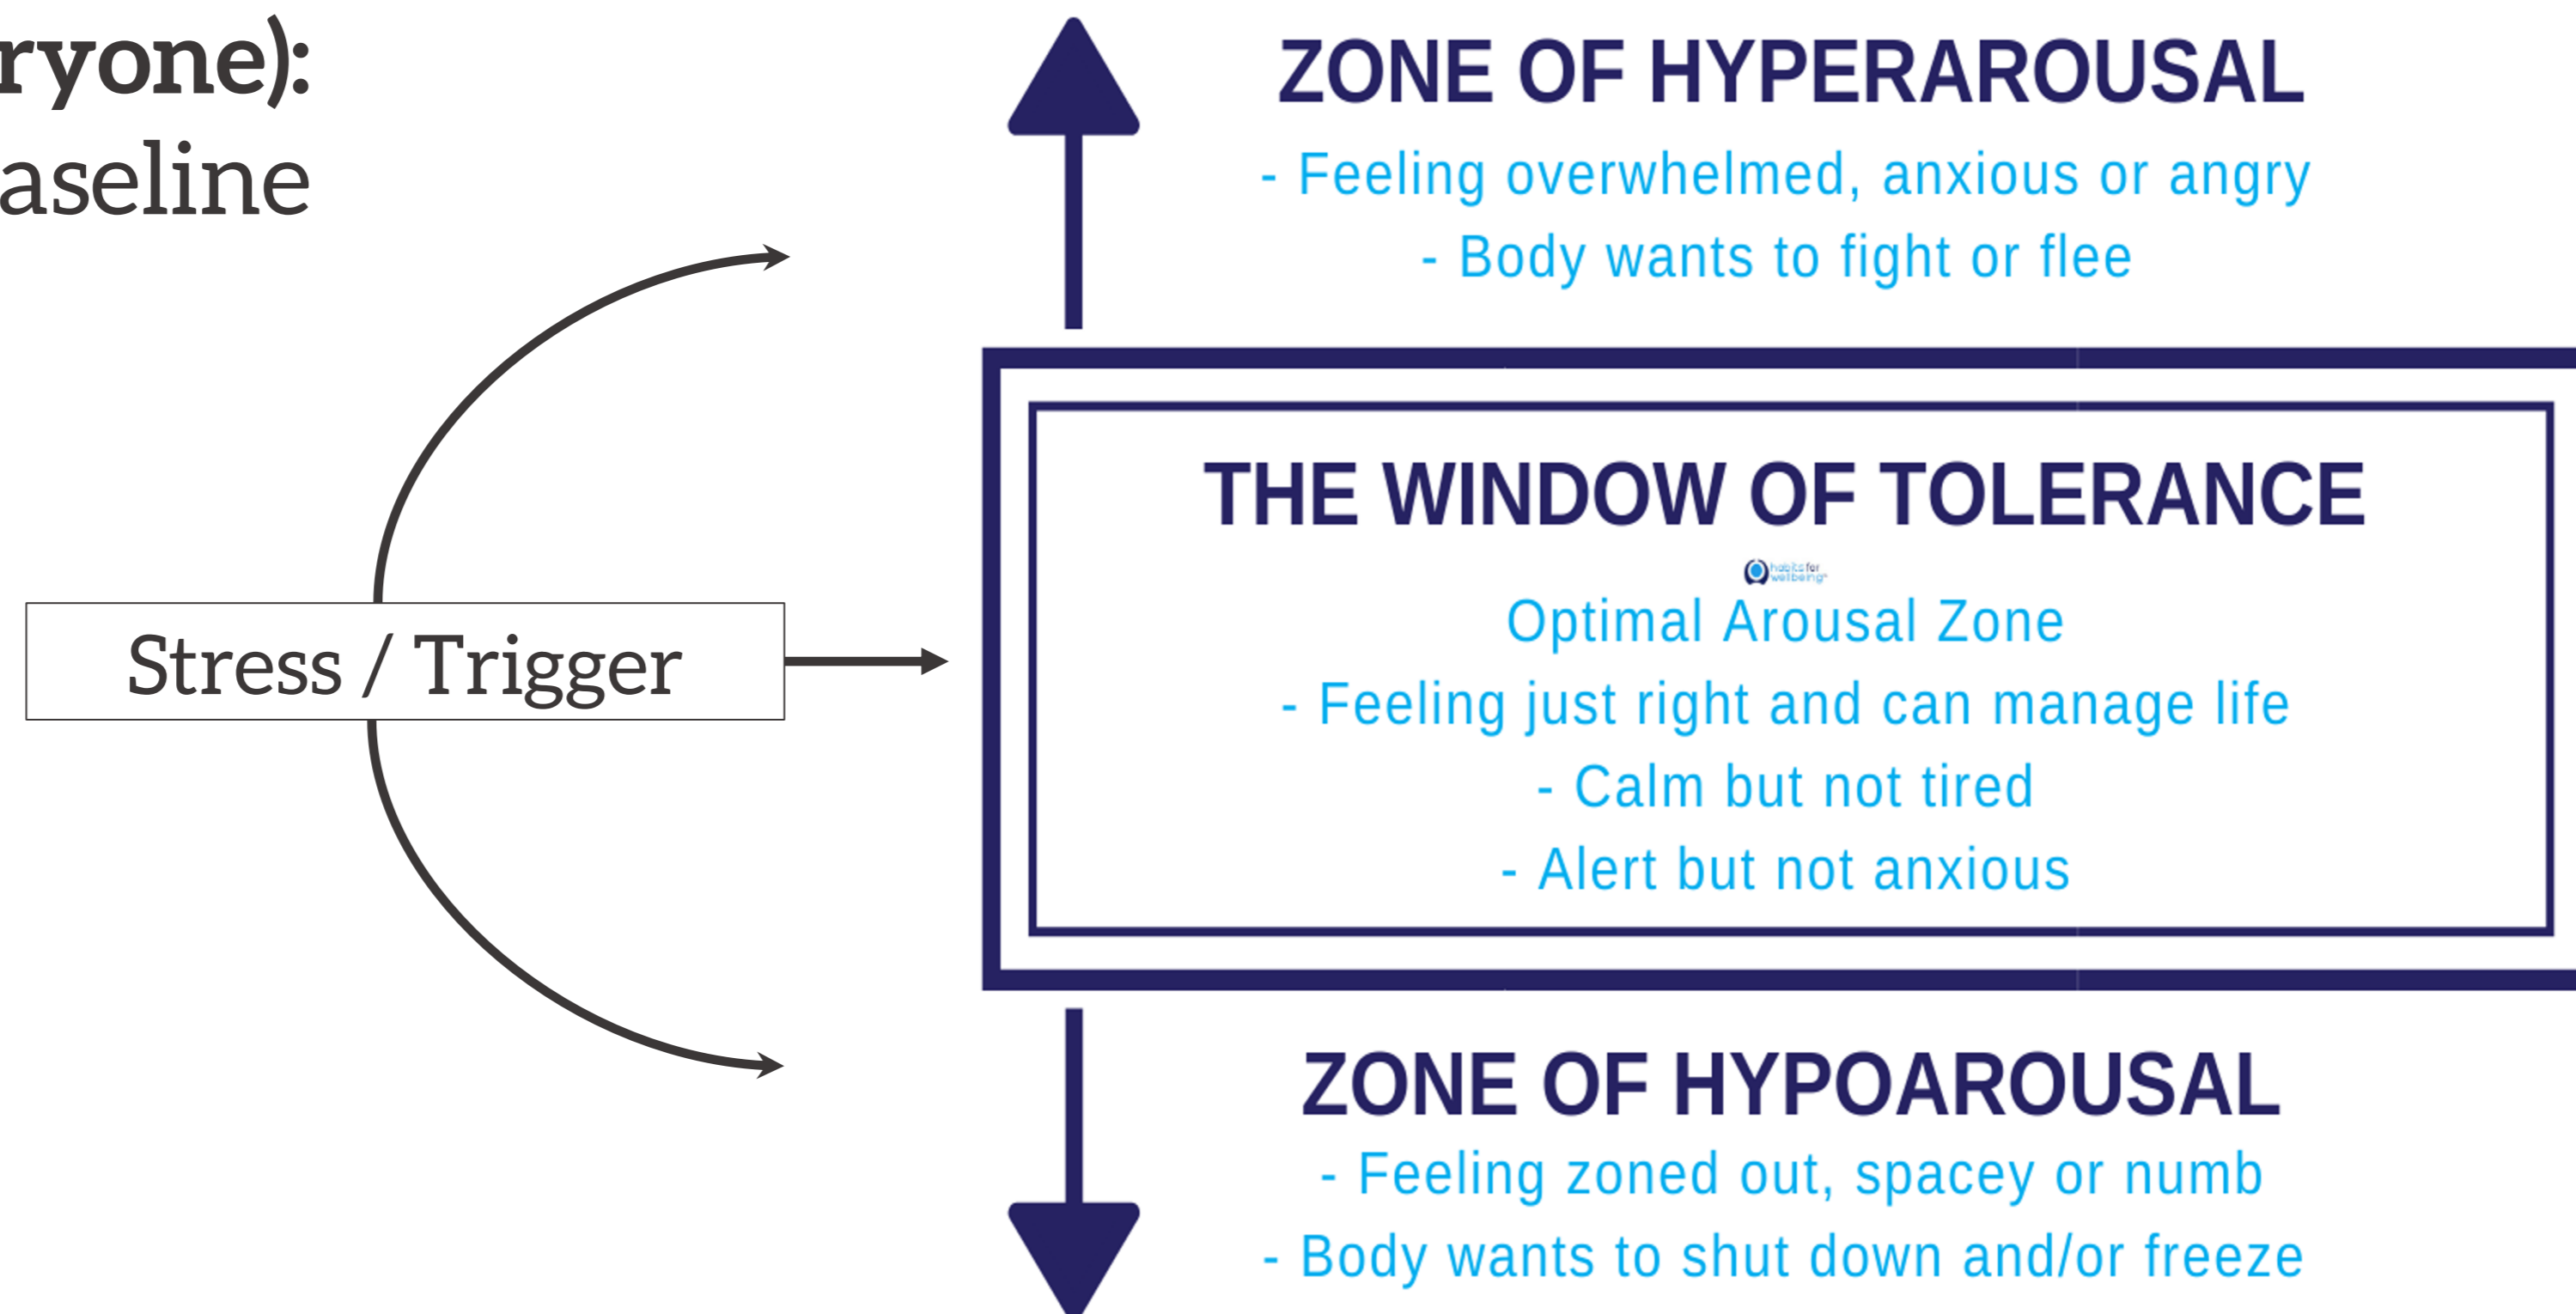 ryone):
aseline
Stress / Trigger
ZONE OF HYPERAROUSAL
- Feeling overwhelmed, anxious or angry
- Body wants to fight or flee
THE WINDOW OF TOLERANCE
habits for
wellbeing
Optimal Arousal Zone
- Feeling just right and can manage life
- Calm but not tired
- Alert but not anxious
ZONE OF HYPOAROUSAL
- Feeling zoned out, spacey or numb
- Body wants to shut down and/or freeze